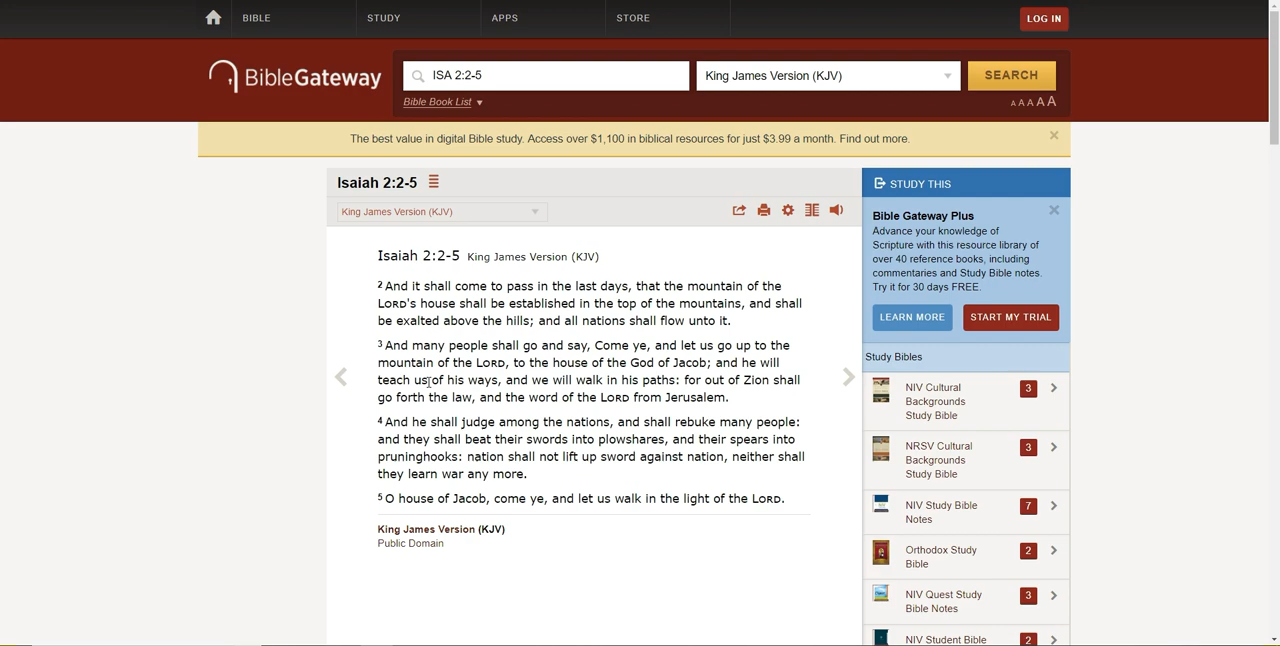 BIBLE STUDY APPS STORE LOG IN
BibleGateway ISA 2:2-5 King James Version (KJV) SEARCH
Bible Book List A A A A A
The best value in digital Bible study. Access over $1,100 in biblical resources for just $3.99 a month. Find out more.
Isaiah 2:2-5
King James Version (KJV)
Isaiah 2:2-5 King James Version (KJV)
2 And it shall come to pass in the last days, that the mountain of the
LORD's house shall be established in the top of the mountains, and shall
be exalted above the hills; and all nations shall flow unto it.
3 And many people shall go and say, Come ye, and let us go up to the
mountain of the LORD, to the house of the God of Jacob; and he will
teach us of his ways, and we will walk in his paths: for out of Zion shall
go forth the law, and the word of the LORD from Jerusalem.
4 And he shall judge among the nations, and shall rebuke many people:
and they shall beat their swords into plowshares, and their spears into
pruninghooks: nation shall not lift up sword against nation, neither shall
they learn war any more.
5 O house of Jacob, come ye, and let us walk in the light of the LORD.
King James Version (KJV)
Public Domain
STUDY THIS
Bible Gateway Plus
Advance your knowledge of
Scripture with this resource library of
over 40 reference books, including
commentaries and Study Bible notes.
Try it for 30 days FREE.
LEARN MORE START MY TRIAL
Study Bibles
NIV Cultural 3
Backgrounds
Study Bible
NRSV Cultural 3
Backgrounds
Study Bible
NIV Study Bible 7
Notes
Orthodox Study 2
Bible
NIV Quest Study 3
Bible Notes
NIV Student Bible 2